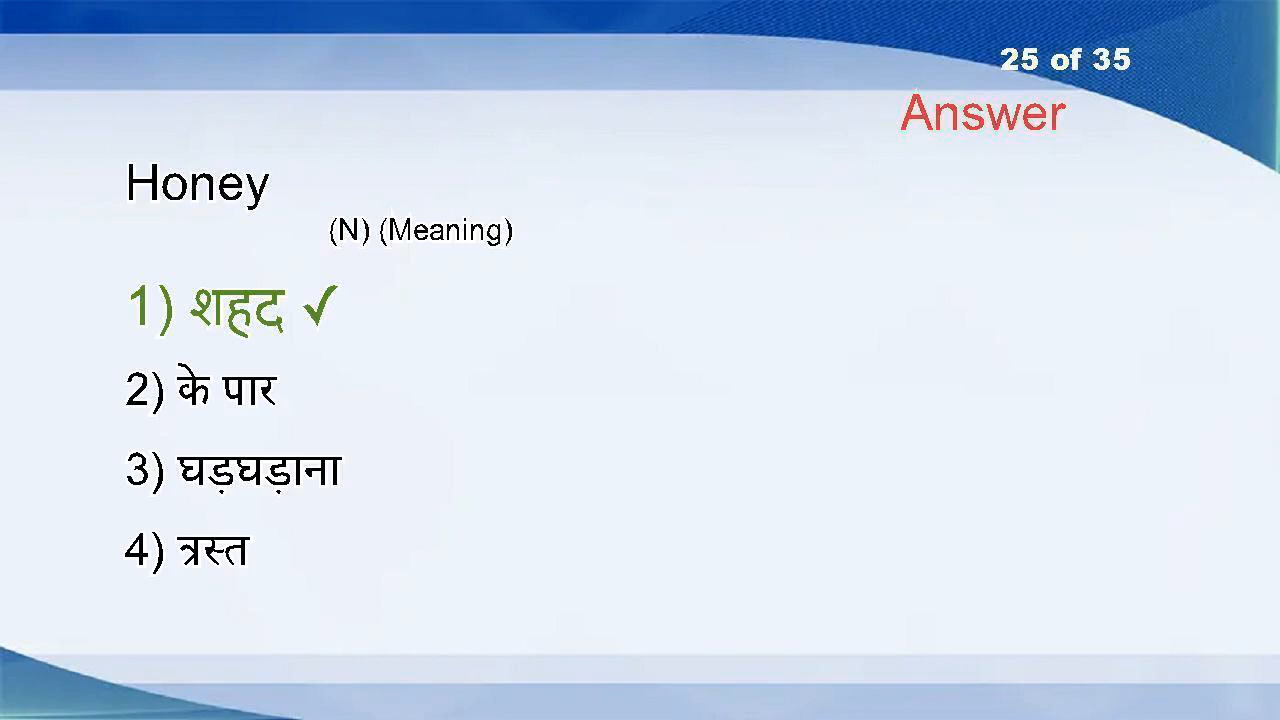 25 of 35
Answer
Honey
(N) (Meaning)
1) शहद ✓
2) के पार
3) घड़घड़ाना
4) त्रस्त